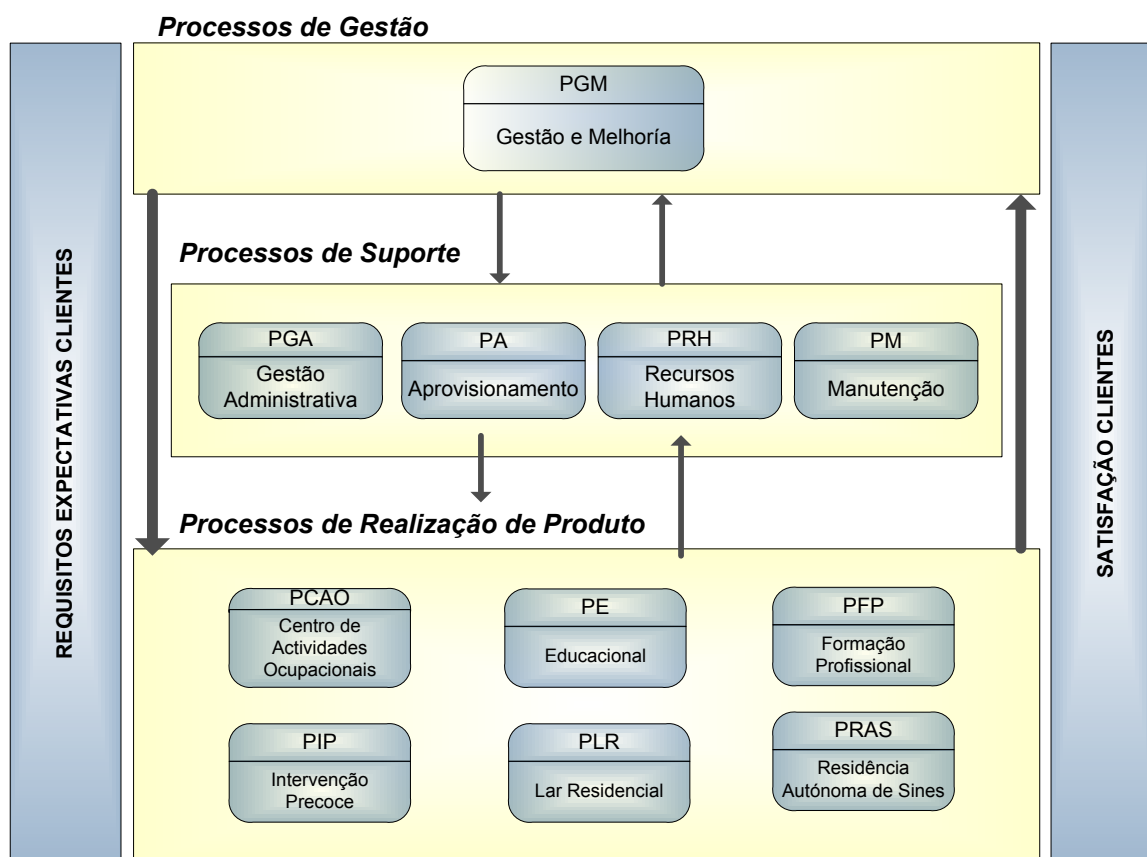 Processos de Gestão
PGM
Gestão e Melhoría
REQUISITOS EXPECTATIVAS CLIENTES
SATISFAÇÃO CLIENTES
Processos de Suporte
PGA
Gestão
Administrativa
PA
Aprovisionamento
PRH
Recursos
Humanos
PM
Manutenção
Processos de Realização de Produto
PCAO
Centro de
Actividades
Ocupacionais
PE
Educacional
PFP
Formação
Profissional
PIP
Intervenção
Precoce
PLR
Lar Residencial
PRAS
Residência
Autónoma de Sines